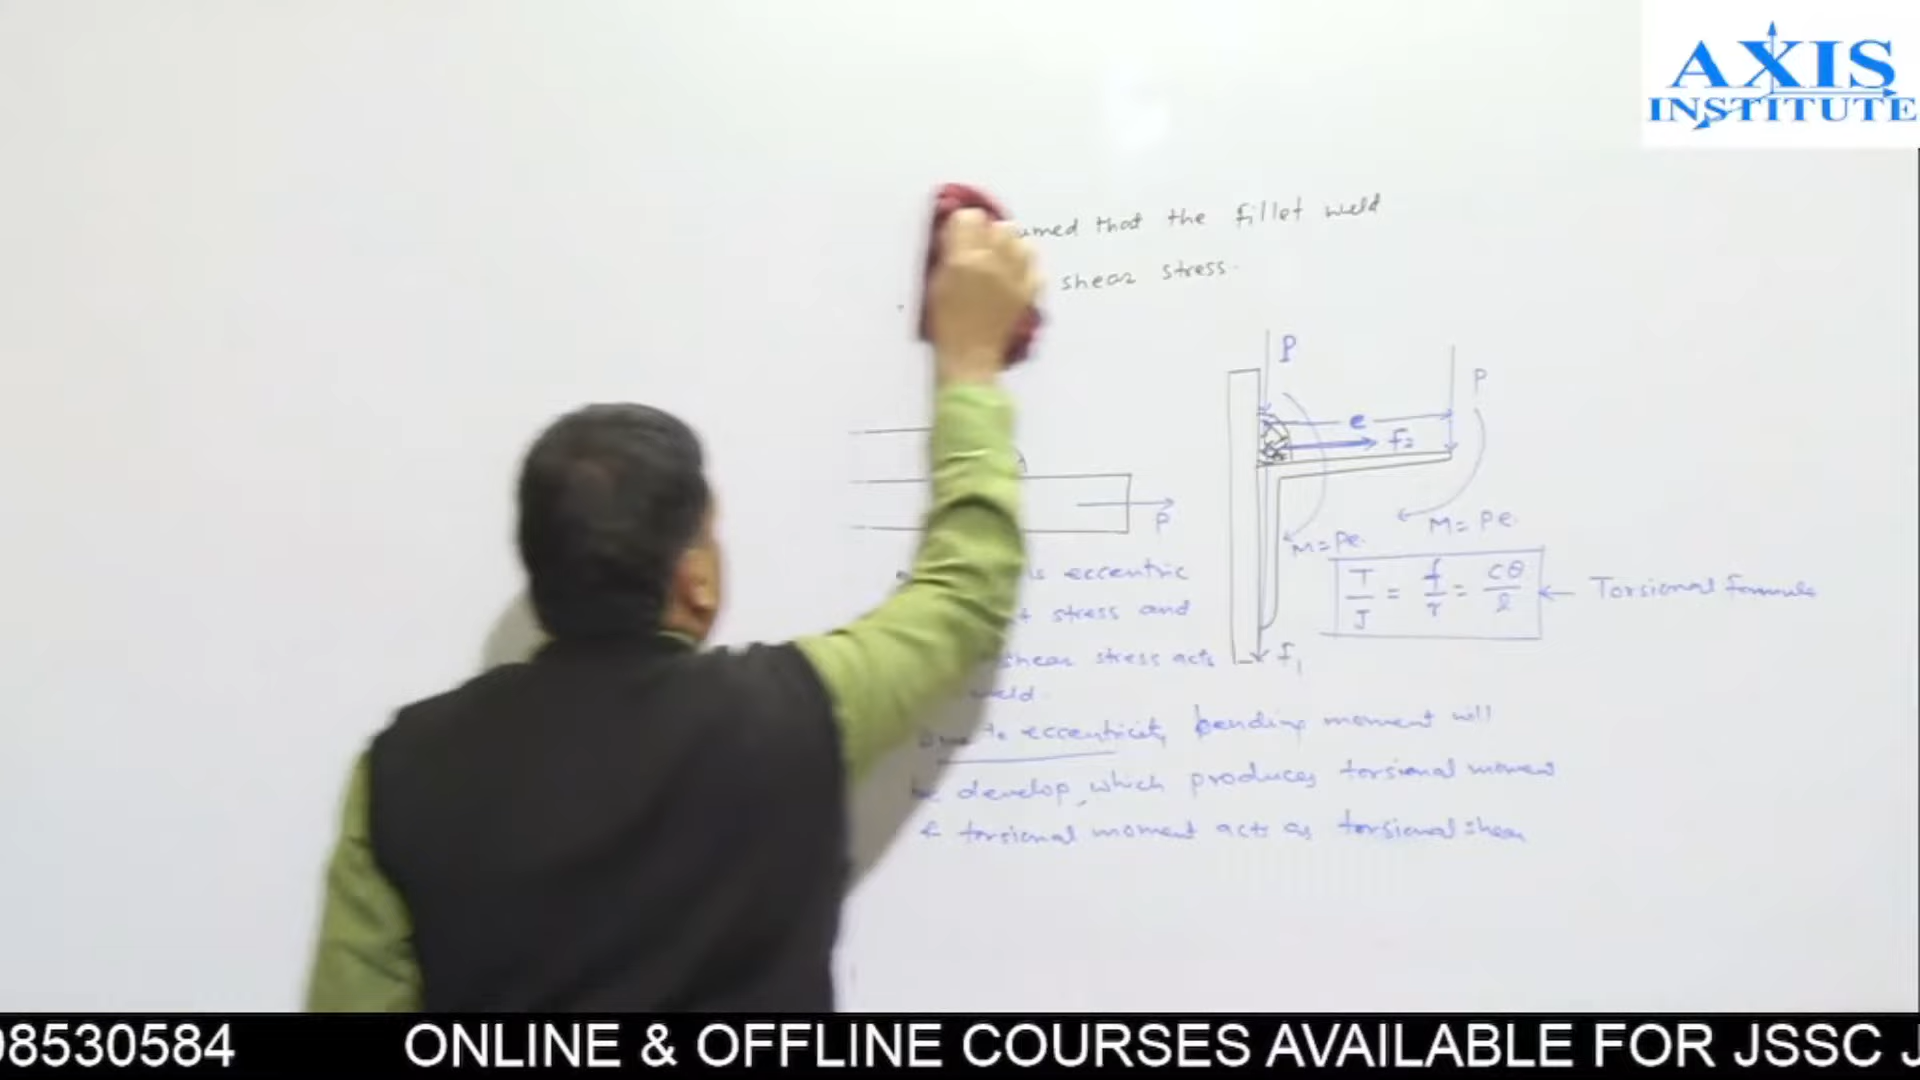 AXIS
INSTITUTE
umed that the fillet weld
shear stress.
P
P
e
f2
P
M = Pe.
M = Pe.
is eccentric
T/J = f/r = Cθ/l ← Torsional formula
stress and
shear stress acts
f1
weld.
to eccentricity bending moment will
develop, which produces torsional moment
& torsional moment acts as torsional shear
08530584 ONLINE & OFFLINE COURSES AVAILABLE FOR JSSC J